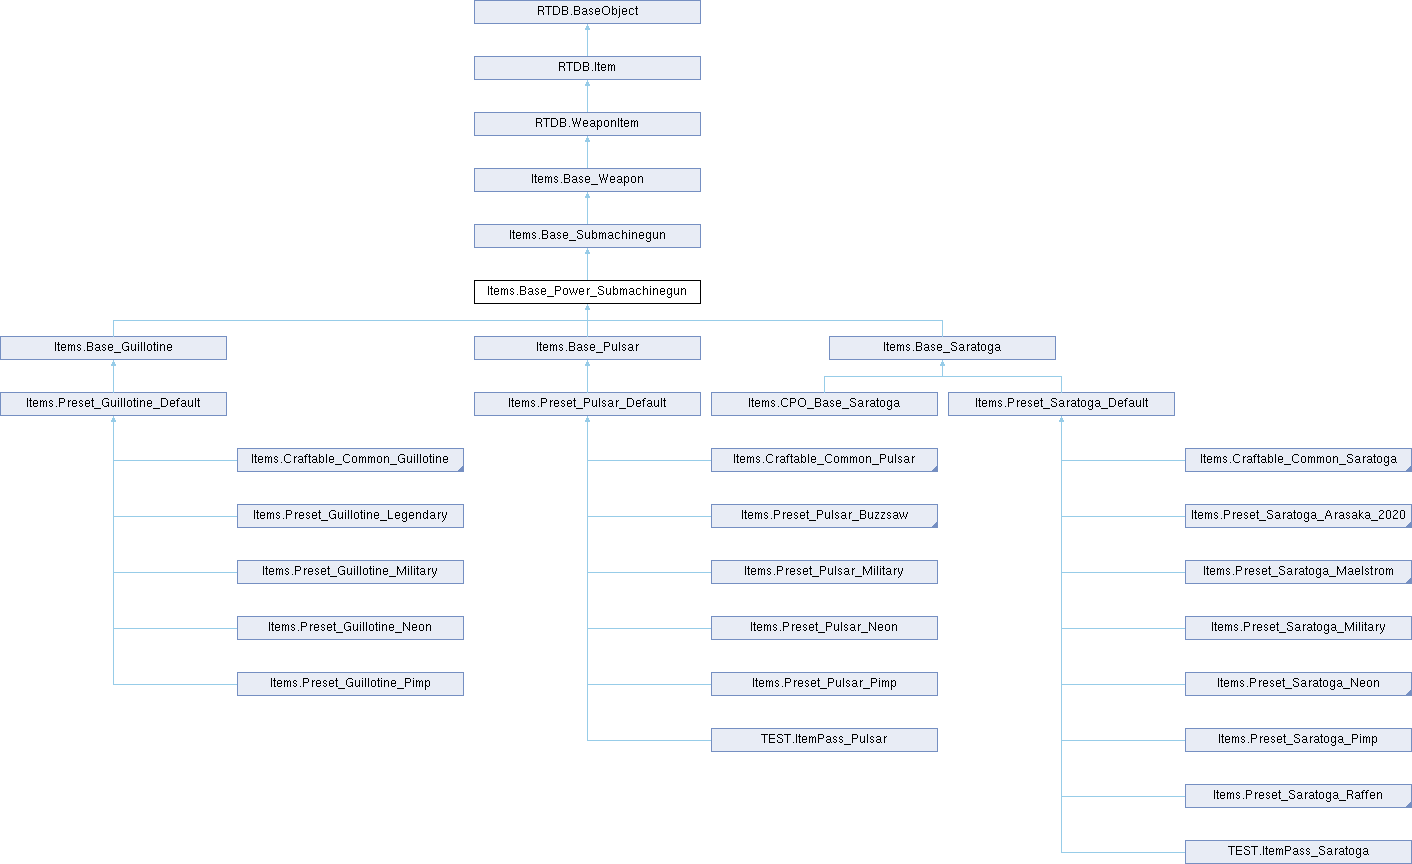 RTDB.BaseObject
RTDB.Item
RTDB.WeaponItem
Items.Base_Weapon
Items.Base_Submachinegun
Items.Base_Power_Submachinegun
Items.Base_Guillotine
Items.Base_Pulsar
Items.Base_Saratoga
Items.Preset_Guillotine_Default
Items.Preset_Pulsar_Default
Items.CPO_Base_Saratoga
Items.Preset_Saratoga_Default
Items.Craftable_Common_Guillotine
Items.Craftable_Common_Pulsar
Items.Craftable_Common_Saratoga
Items.Preset_Guillotine_Legendary
Items.Preset_Pulsar_Buzzsaw
Items.Preset_Saratoga_Arasaka_2020
Items.Preset_Guillotine_Military
Items.Preset_Pulsar_Military
Items.Preset_Saratoga_Maelstrom
Items.Preset_Guillotine_Neon
Items.Preset_Pulsar_Neon
Items.Preset_Saratoga_Military
Items.Preset_Guillotine_Pimp
Items.Preset_Pulsar_Pimp
Items.Preset_Saratoga_Neon
TEST.ItemPass_Pulsar
Items.Preset_Saratoga_Pimp
Items.Preset_Saratoga_Raffen
TEST.ItemPass_Saratoga